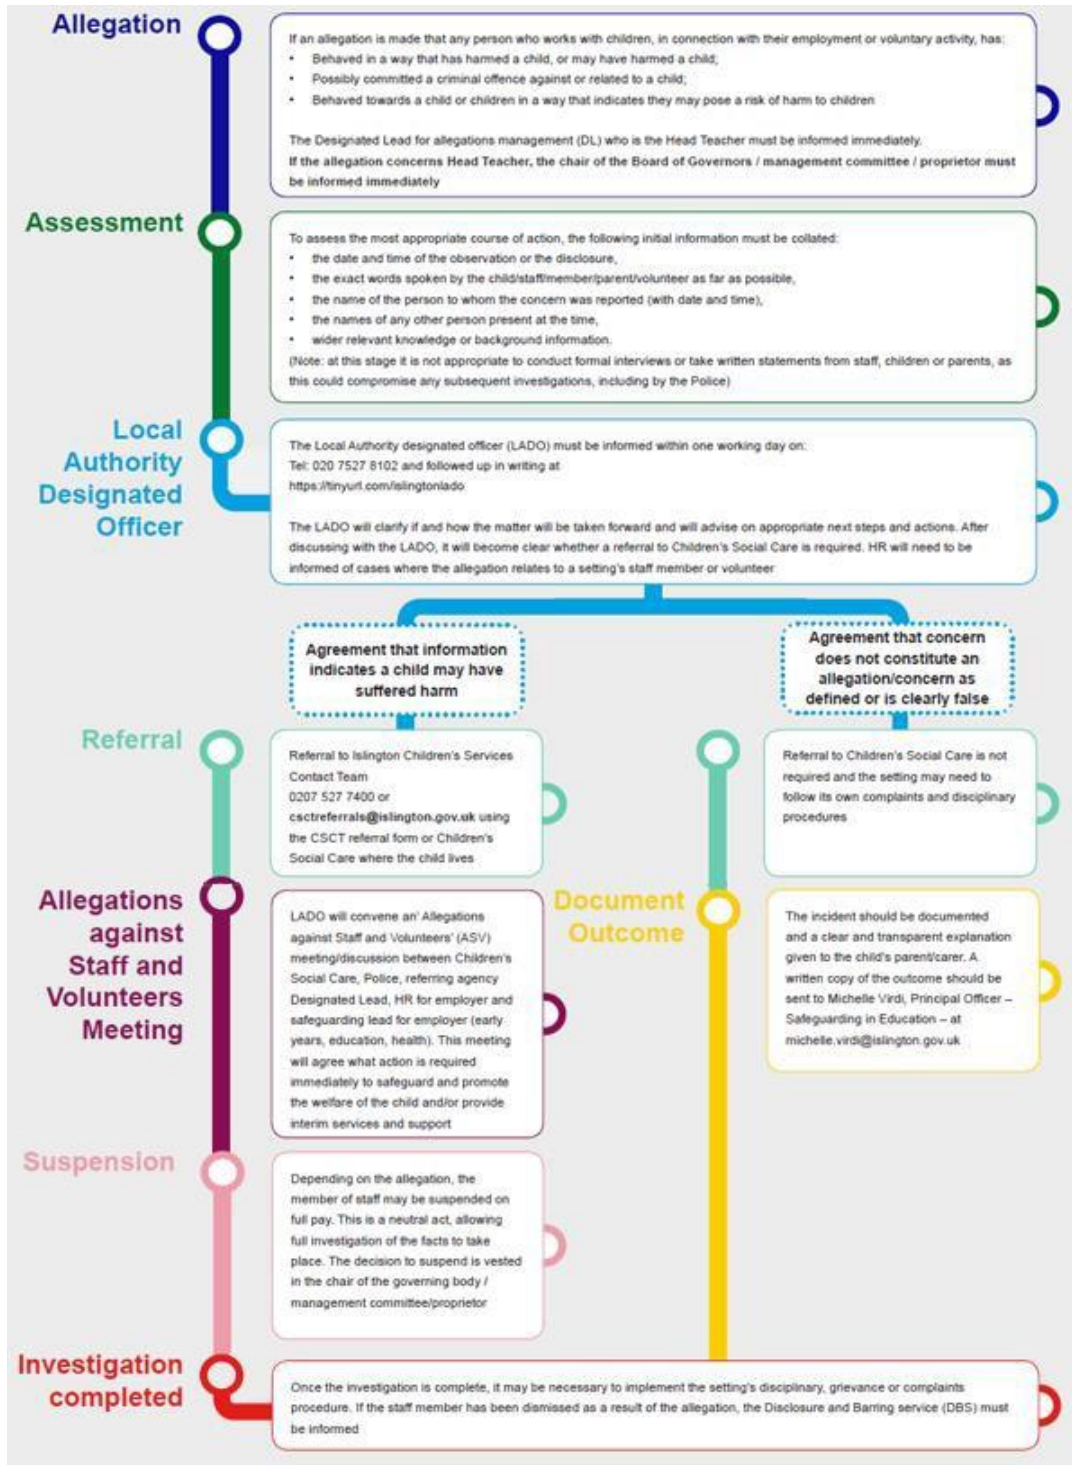 Allegation
If an allegation is made that any person who works with children, in connection with their employment or voluntary activity, has:
• Behaved in a way that has harmed a child, or may have harmed a child;
• Possibly committed a criminal offence against or related to a child;
• Behaved towards a child or children in a way that indicates they may pose a risk of harm to children
The Designated Lead for allegations management (DL) who is the Head Teacher must be informed immediately.
If the allegation concerns Head Teacher, the chair of the Board of Governors / management committee / proprietor must
be informed immediately
Assessment
To assess the most appropriate course of action, the following initial information must be collated:
• the date and time of the observation or the disclosure,
• the exact words spoken by the child/staff/member/parent/volunteer as far as possible,
• the name of the person to whom the concern was reported (with date and time),
• the names of any other person present at the time,
• wider relevant knowledge or background information.
(Note: at this stage it is not appropriate to conduct formal interviews or take written statements from staff, children or parents, as
this could compromise any subsequent investigations, including by the Police)
Local
Authority
Designated
Officer
The Local Authority designated officer (LADO) must be informed within one working day on:
Tel: 020 7527 8102 and followed up in writing at
https://tinyurl.com/islingtonlado
The LADO will clarify if and how the matter will be taken forward and will advise on appropriate next steps and actions. After
discussing with the LADO, it will become clear whether a referral to Children's Social Care is required. HR will need to be
informed of cases where the allegation relates to a setting's staff member or volunteer
Agreement that information
indicates a child may have
suffered harm
Agreement that concern
does not constitute an
allegation/concern as
defined or is clearly false
Referral
Referral to Islington Children's Services
Contact Team
0207 527 7400 or
csctreferrals@islington.gov.uk using
the CSCT referral form or Children's
Social Care where the child lives
Referral to Children's Social Care is not
required and the setting may need to
follow its own complaints and disciplinary
procedures
Allegations
against
Staff and
Volunteers
Meeting
LADO will convene an' Allegations
against Staff and Volunteers' (ASV)
meeting/discussion between Children's
Social Care, Police, referring agency
Designated Lead, HR for employer and
safeguarding lead for employer (early
years, education, health). This meeting
will agree what action is required
immediately to safeguard and promote
the welfare of the child and/or provide
interim services and support
Document
Outcome
The incident should be documented
and a clear and transparent explanation
given to the child's parent/carer. A
written copy of the outcome should be
sent to Michelle Virdi, Principal Officer –
Safeguarding in Education – at
michelle.virdi@islington.gov.uk
Suspension
Depending on the allegation, the
member of staff may be suspended on
full pay. This is a neutral act, allowing
full investigation of the facts to take
place. The decision to suspend is vested
in the chair of the governing body /
management committee/proprietor
Investigation
completed
Once the investigation is complete, it may be necessary to implement the setting's disciplinary, grievance or complaints
procedure. If the staff member has been dismissed as a result of the allegation, the Disclosure and Barring service (DBS) must
be informed